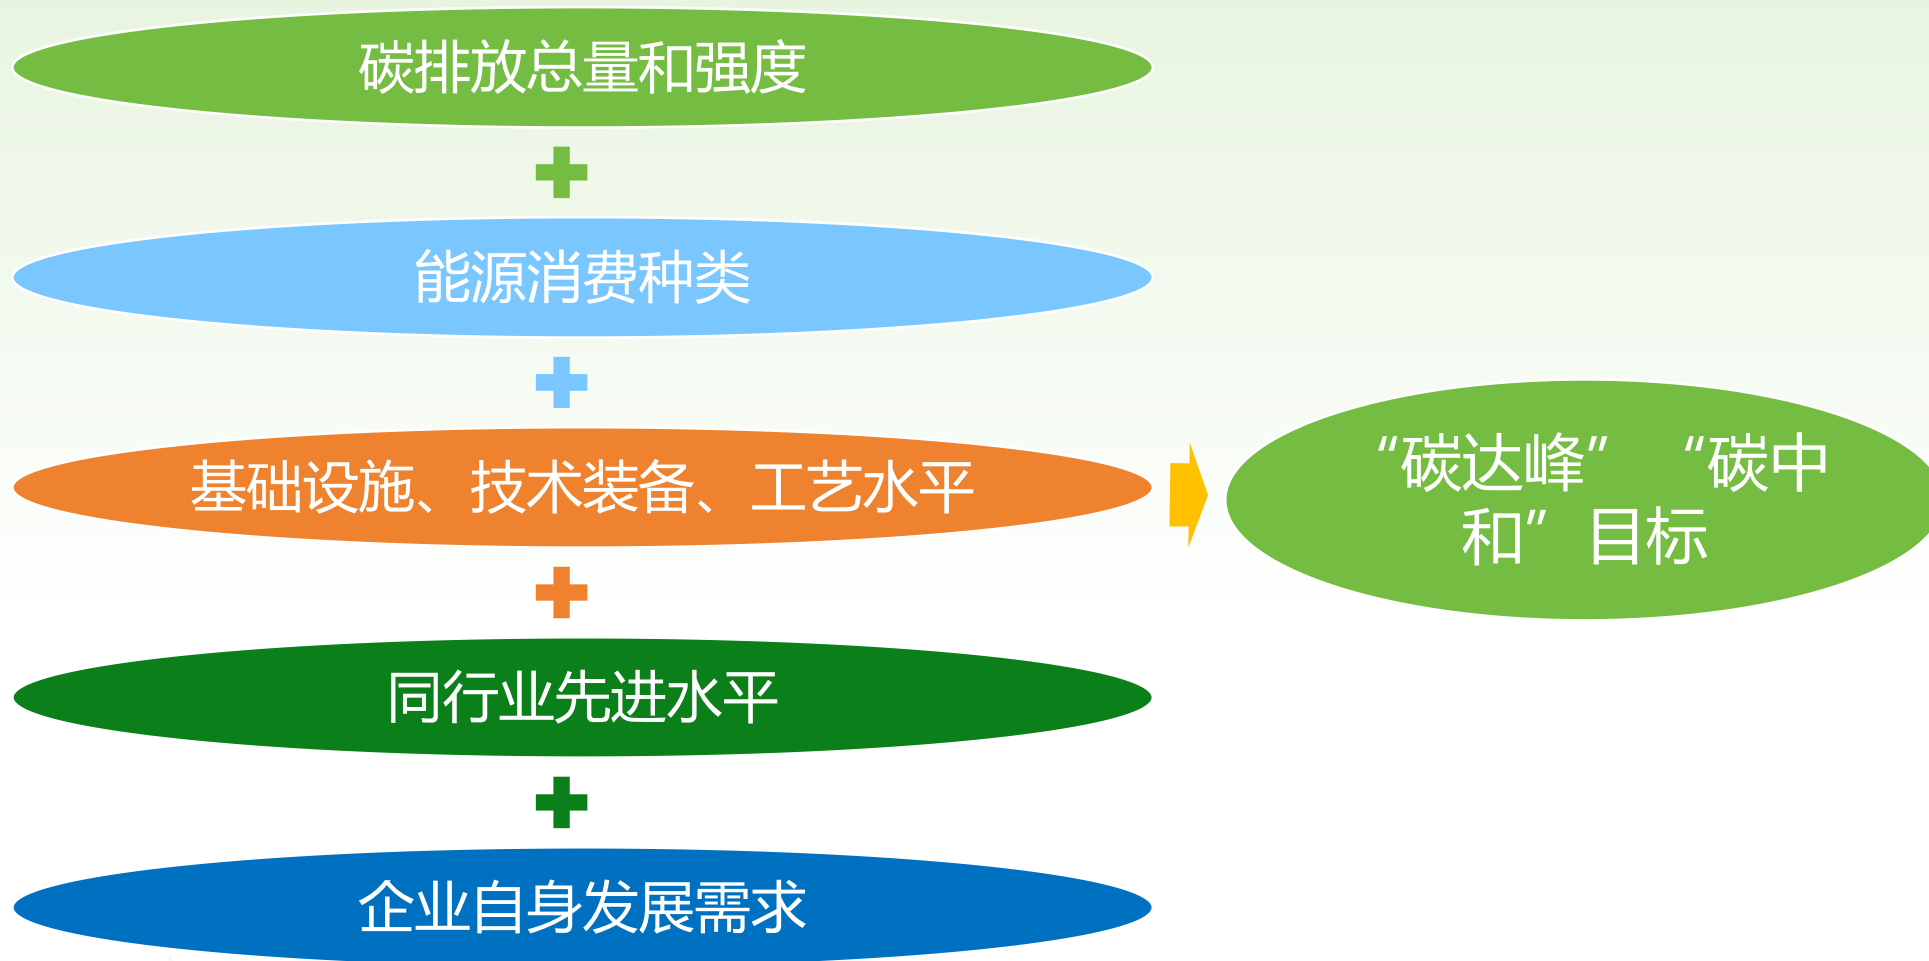 碳排放总量和强度
能源消费种类
基础设施、技术装备、工艺水平
同行业先进水平
企业自身发展需求
“碳达峰” “碳中
和”目标